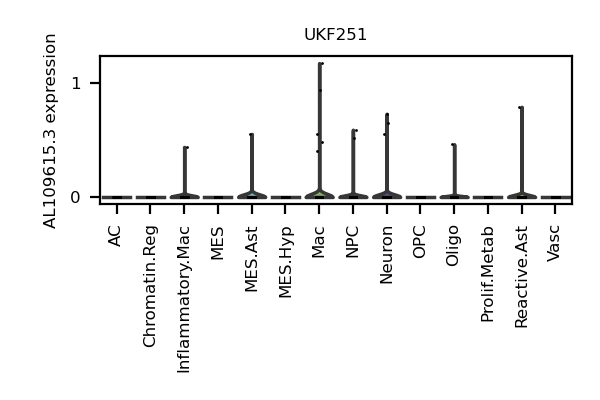 UKF251
AL109615.3 expression
1
0
AC
Chromatin.Reg
Inflammatory.Mac
MES
MES.Ast
MES.Hyp
Mac
NPC
Neuron
OPC
Oligo
Prolif.Metab
Reactive.Ast
Vasc